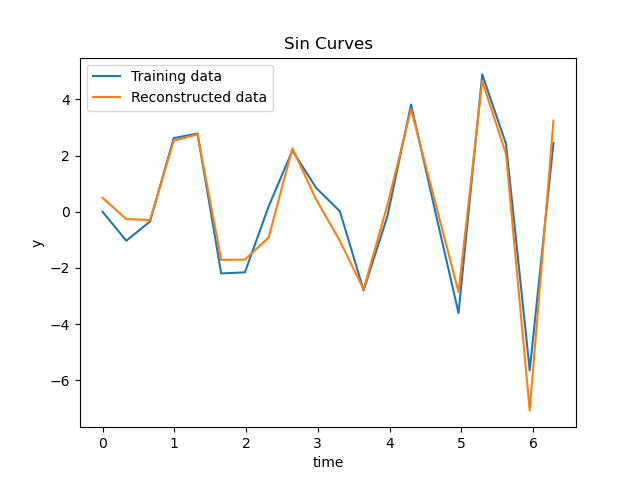 Sin Curves
Training data
Reconstructed data
4
2
0
−2
−4
−6
y
0 1 2 3 4 5 6
time